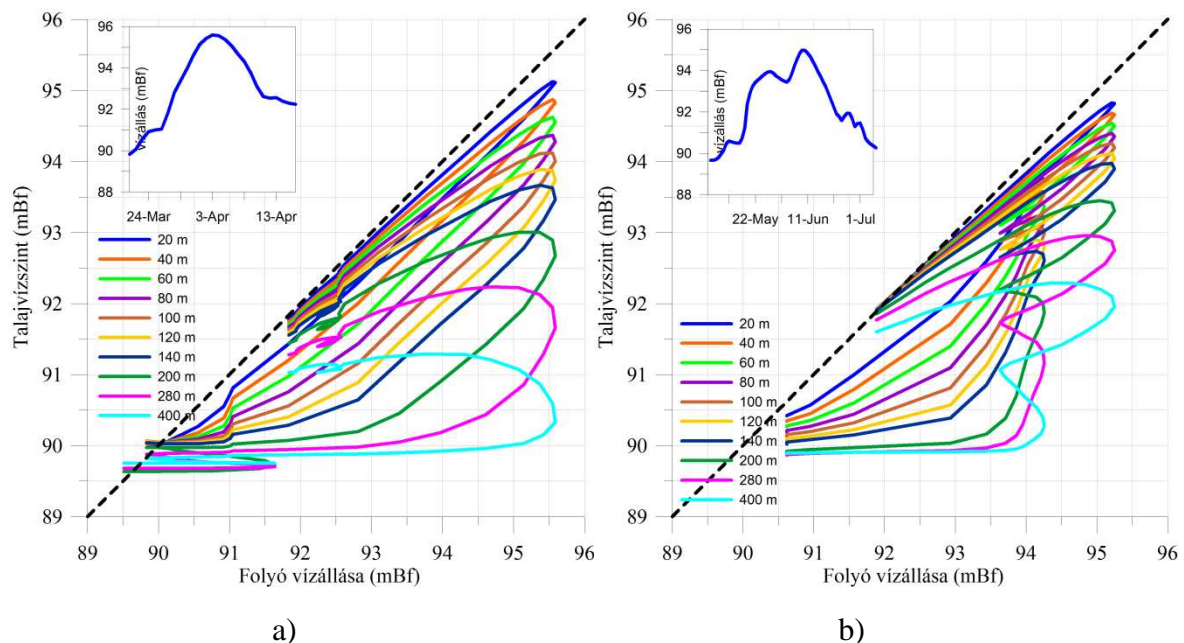 96
95
94
93
92
91
90
89
Talajvízszint (mBf)
96
94
92
90
88
vízállás (mBf)
24-Mar 3-Apr 13-Apr
20 m
40 m
60 m
80 m
100 m
120 m
140 m
200 m
280 m
400 m
89 90 91 92 93 94 95 96
Folyó vízállása (mBf)
a)
96
95
94
93
92
91
90
89
Talajvízszint (mBf)
96
94
92
90
88
vízállás (mBf)
22-May 11-Jun 1-Jul
20 m
40 m
60 m
80 m
100 m
120 m
140 m
200 m
280 m
400 m
89 90 91 92 93 94 95 96
Folyó vízállása (mBf)
b)